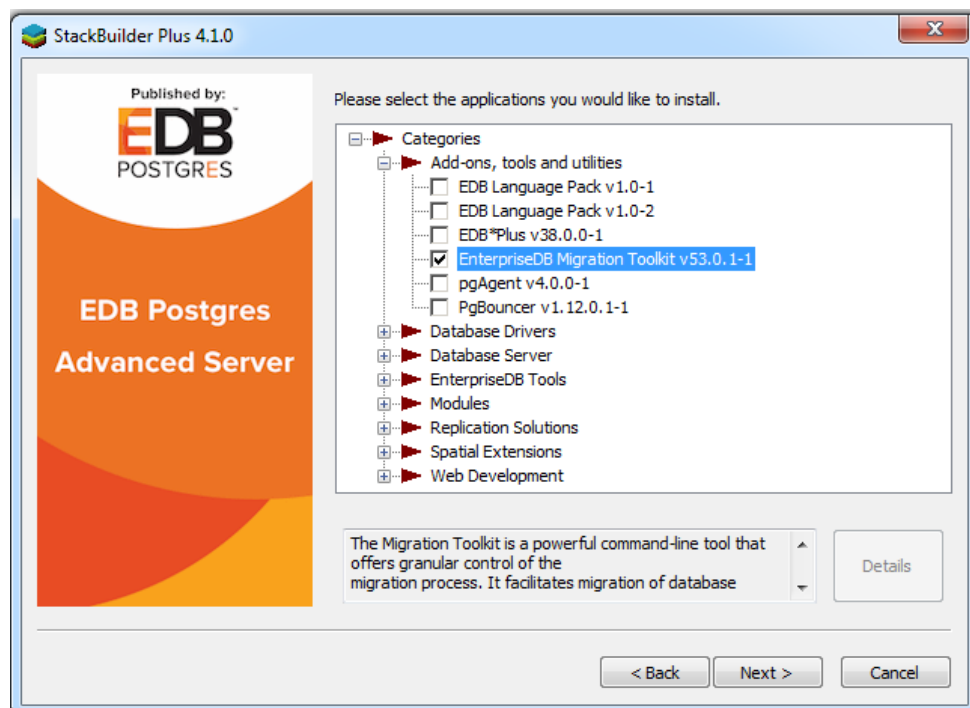 StackBuilder Plus 4.1.0
Published by:
EDB
POSTGRES
EDB Postgres
Advanced Server
Please select the applications you would like to install.
Categories
Add-ons, tools and utilities
EDB Language Pack v1.0-1
EDB Language Pack v1.0-2
EDB*Plus v38.0.0-1
EnterpriseDB Migration Toolkit v53.0.1-1
pgAgent v4.0.0-1
PgBouncer v1.12.0.1-1
Database Drivers
Database Server
EnterpriseDB Tools
Modules
Replication Solutions
Spatial Extensions
Web Development
The Migration Toolkit is a powerful command-line tool that
offers granular control of the
migration process. It facilitates migration of database
Details
< Back
Next >
Cancel